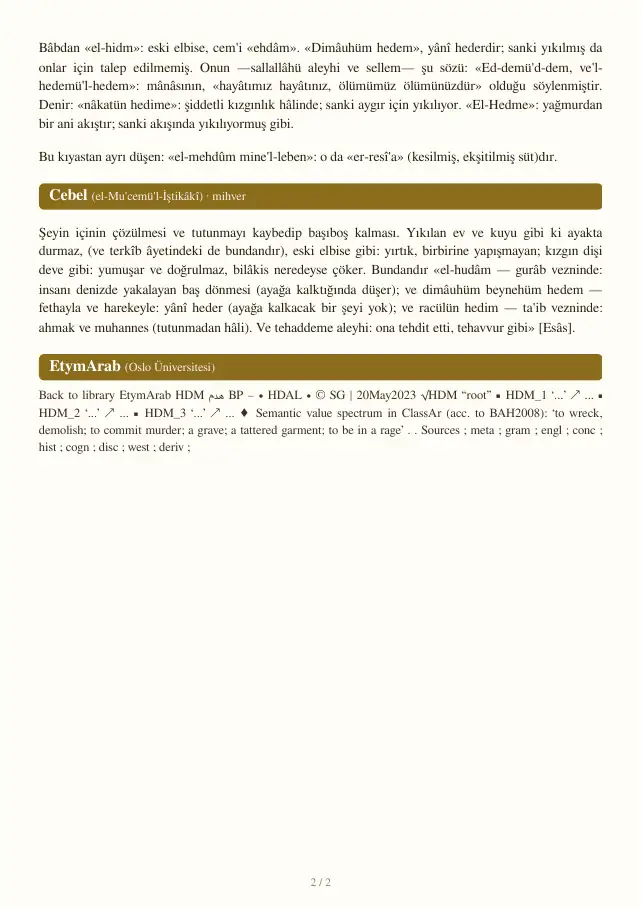 Bâbdan «el-hidm»: eski elbise, cem'i «ehdâm». «Dimâuhüm hedem», yânî hederdir; sanki yıkılmış da
onlar için talep edilmemiş. Onun —sallallâhü aleyhi ve sellem— şu sözü: «Ed-demü'd-dem, ve'l-
hedemü'l-hedem»: mânâsının, «hayâtımız hayâtınız, ölümümüz ölümünüzdür» olduğu söylenmiştir.
Denir: «nâkatün hedime»: şiddetli kızgınlık hâlinde; sanki aygır için yıkılıyor. «El-Hedme»: yağmurdan
bir ani akıştır; sanki akışında yıkılıyormuş gibi.
Bu kıyastan ayrı düşen: «el-mehdûm mine'l-leben»: o da «er-resî'a» (kesilmiş, ekşitilmiş süt)dır.
Cebel (el-Mu'cemü'l-İştikâkî) · mihver
Şeyin içinin çözülmesi ve tutunmayı kaybedip başıboş kalması. Yıkılan ev ve kuyu gibi ki ayakta
durmaz, (ve terkîb âyetindeki de bundandır), eski elbise gibi: yırtık, birbirine yapışmayan; kızgın dişi
deve gibi: yumuşar ve doğrulmaz, bilâkis neredeyse çöker. Bundandır «el-hudâm — gurâb vezninde:
insanı denizde yakalayan baş dönmesi (ayağa kalktığında düşer); ve dimâuhüm beynehüm hedem —
fethayla ve harekeyle: yânî heder (ayağa kalkacak bir şeyi yok); ve racülün hedim — ta'ib vezninde:
ahmak ve muhannes (tutunmadan hâli). Ve tehaddeme aleyhi: ona tehdit etti, tehavvur gibi» [Esâs].
EtymArab (Oslo Üniversitesi)
Back to library EtymArab HDM هدم BP – • HDAL • © SG | 20May2023 √HDM “root” ▪ HDM_1 ‘...’ ↗ ... ▪
HDM_2 ‘...’ ↗ ... ▪ HDM_3 ‘...’ ↗ ... ♦ Semantic value spectrum in ClassAr (acc. to BAH2008): ‘to wreck,
demolish; to commit murder; a grave; a tattered garment; to be in a rage’ . . Sources ; meta ; gram ; engl ; conc ;
hist ; cogn ; disc ; west ; deriv ;
2 / 2